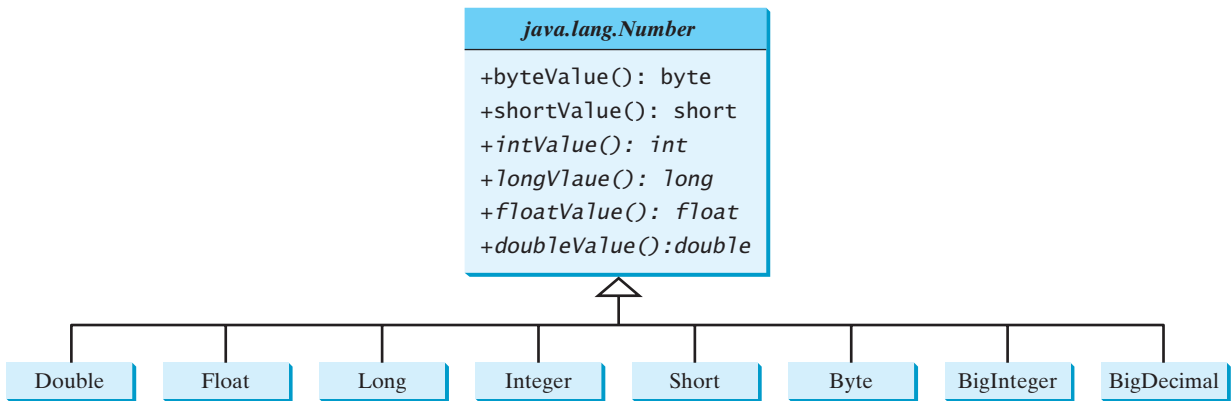 java.lang.Number
+byteValue(): byte
+shortValue(): short
+intValue(): int
+longVlaue(): long
+floatValue(): float
+doubleValue():double
Double Float Long Integer Short Byte BigInteger BigDecimal